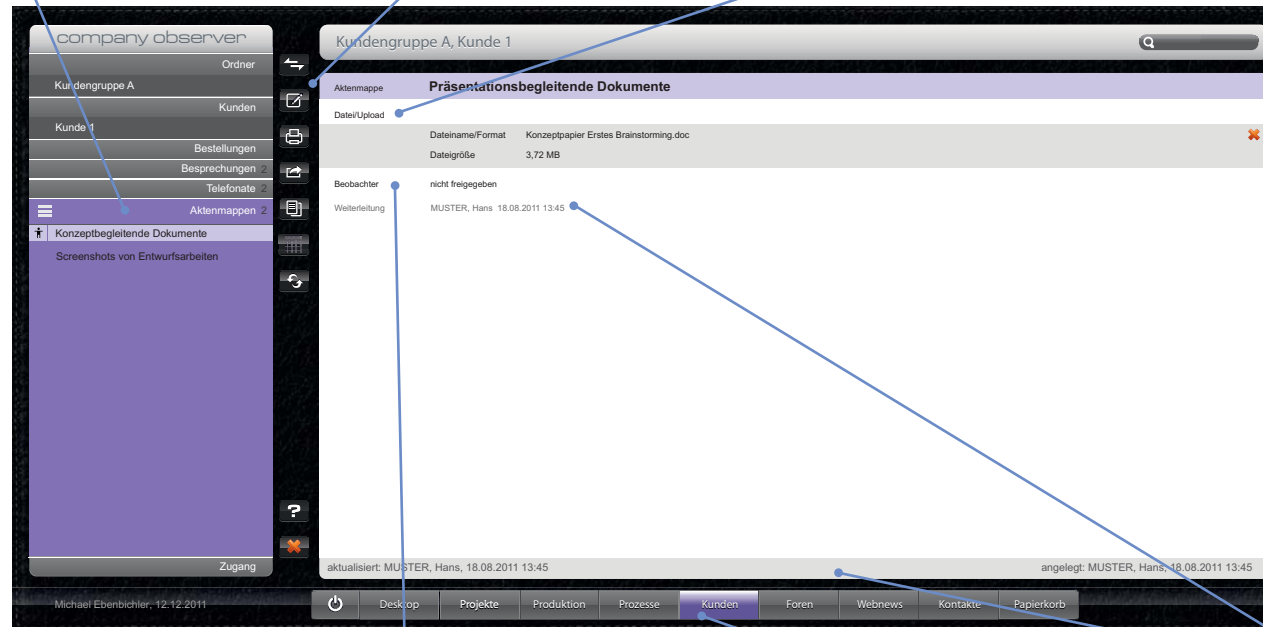 company observer
Ordner
Kundengruppe A
Kunden
Kunde 1
Bestellungen
Besprechungen 2
Telefonate 2
Aktenmappen 2
Konzeptbegleitende Dokumente
Screenshots von Entwurfsarbeiten
Zugang
Michael Ebenbichler, 12.12.2011
?
Kundengruppe A, Kunde 1
Aktenmappe Präsentationsbegleitende Dokumente
Datei/Upload
Dateiname/Format Konzeptpapier Erstes Brainstorming.doc
Dateigröße 3,72 MB
Beobachter nicht freigegeben
Weiterleitung MUSTER, Hans 18.08.2011 13:45
aktualisiert: MUSTER, Hans, 18.08.2011 13:45 angelegt: MUSTER, Hans, 18.08.2011 13:45
Desktop Projekte Produktion Prozesse Kunden Foren Webnews Kontakte Papierkorb